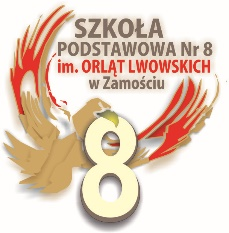 SZKOŁA
PODSTAWOWA Nr 8
im. ORLĄT LWOWSKICH
w Zamościu
8